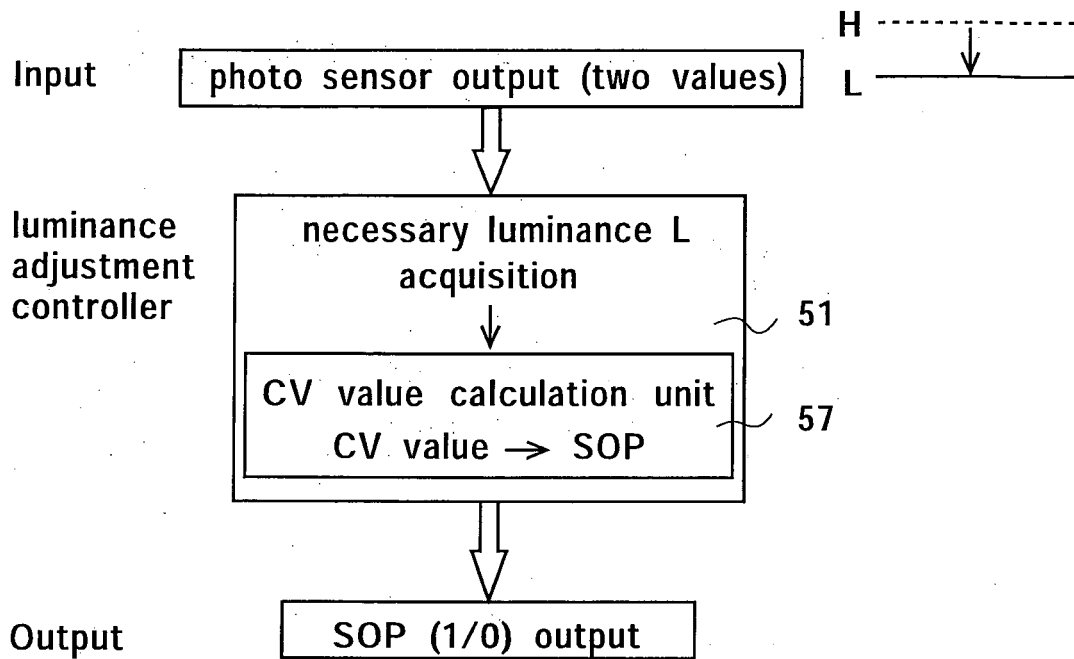 H
Input
photo sensor output (two values)
L
luminance
adjustment
controller
necessary luminance L
acquisition
51
CV value calculation unit
57
CV value → SOP
Output
SOP (1/0) output